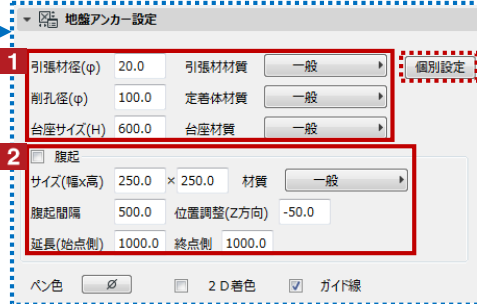 地盤アンカー設定
1
引張材径(φ) 20.0 引張材材質 一般 個別設定
削孔径(φ) 100.0 定着体材質 一般
台座サイズ(H) 600.0 台座材質 一般
2
腹起
サイズ(幅x高) 250.0 × 250.0 材質 一般
腹起間隔 500.0 位置調整(Z方向) -50.0
延長(始点側) 1000.0 終点側 1000.0
ペン色 2D着色 ガイド線